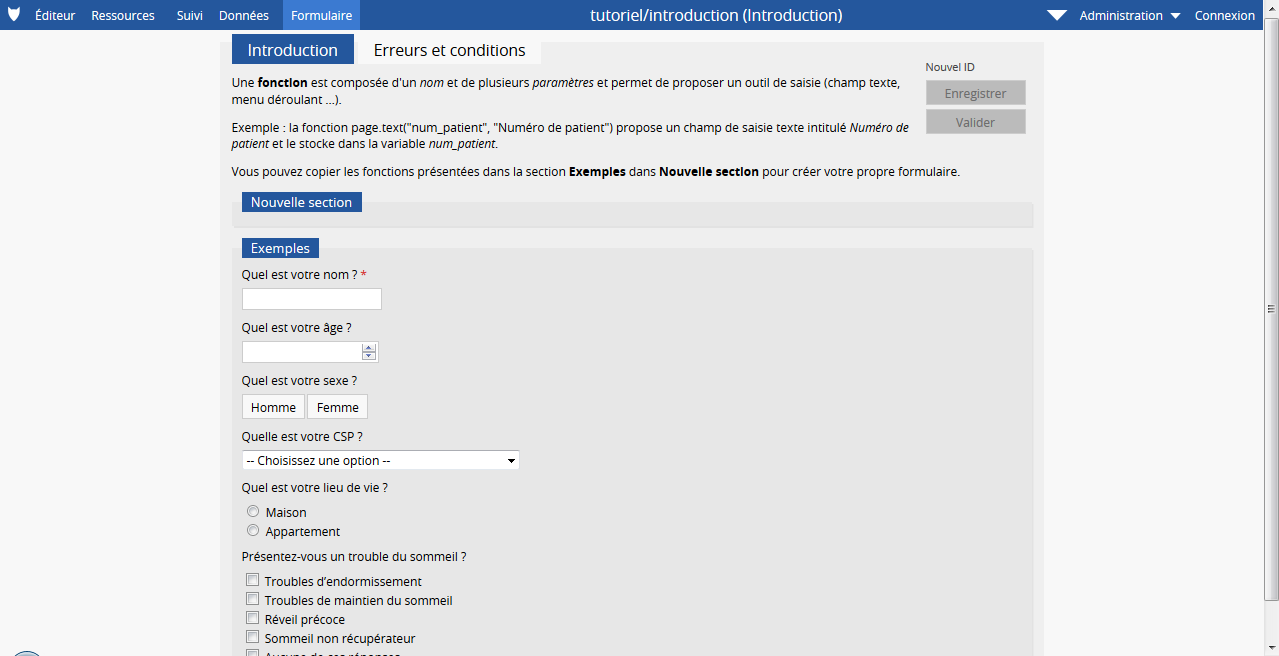 Éditeur Ressources Suivi Données Formulaire tutoriel/introduction (Introduction) Administration Connexion
Introduction Erreurs et conditions
Nouvel ID
Enregistrer
Valider
Une fonction est composée d'un nom et de plusieurs paramètres et permet de proposer un outil de saisie (champ texte,
menu déroulant ...).
Exemple : la fonction page.text("num_patient", "Numéro de patient") propose un champ de saisie texte intitulé Numéro de
patient et le stocke dans la variable num_patient.
Vous pouvez copier les fonctions présentées dans la section Exemples dans Nouvelle section pour créer votre propre formulaire.
Nouvelle section
Exemples
Quel est votre nom ? *
Quel est votre âge ?
Quel est votre sexe ?
Homme Femme
Quelle est votre CSP ?
-- Choisissez une option --
Quel est votre lieu de vie ?
Maison
Appartement
Présentez-vous un trouble du sommeil ?
Troubles d’endormissement
Troubles de maintien du sommeil
Réveil précoce
Sommeil non récupérateur
Aucune de ces réponses